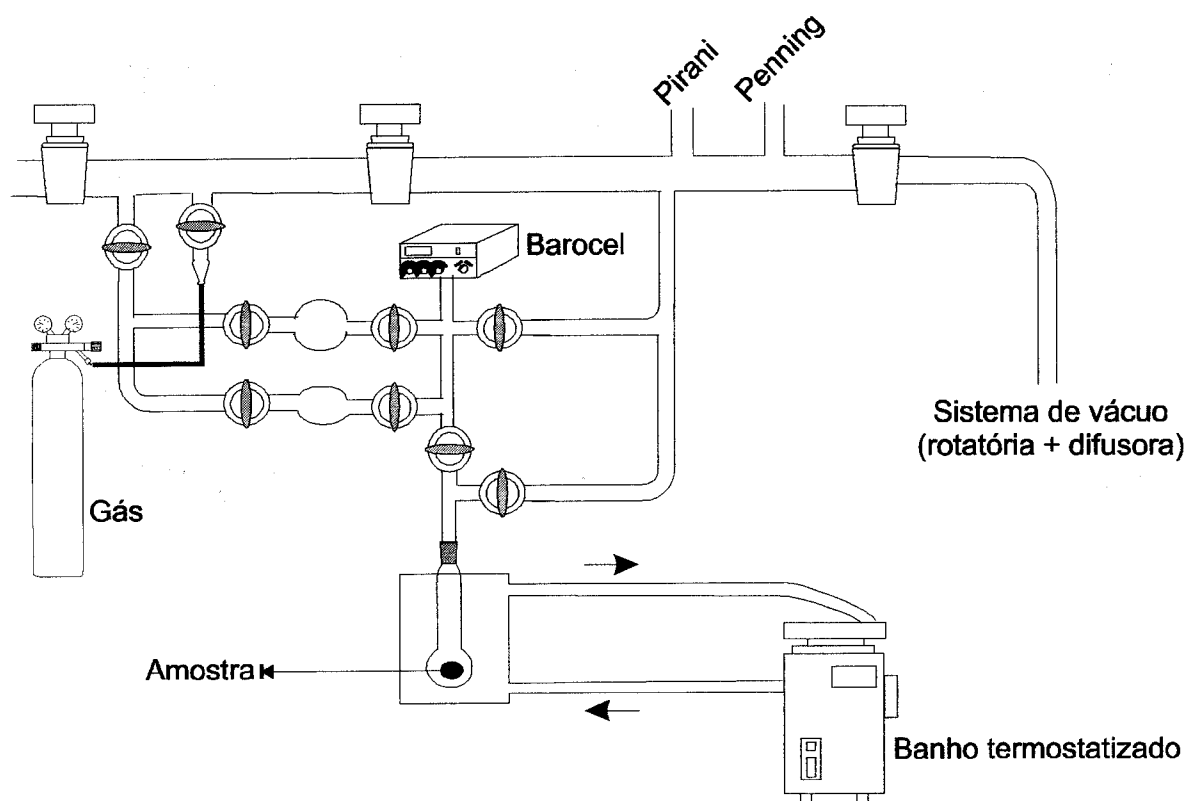 Pirani
Penning
Barocel
Gás
Sistema de vácuo
(rotatória + difusora)
Amostra
Banho termostatizado